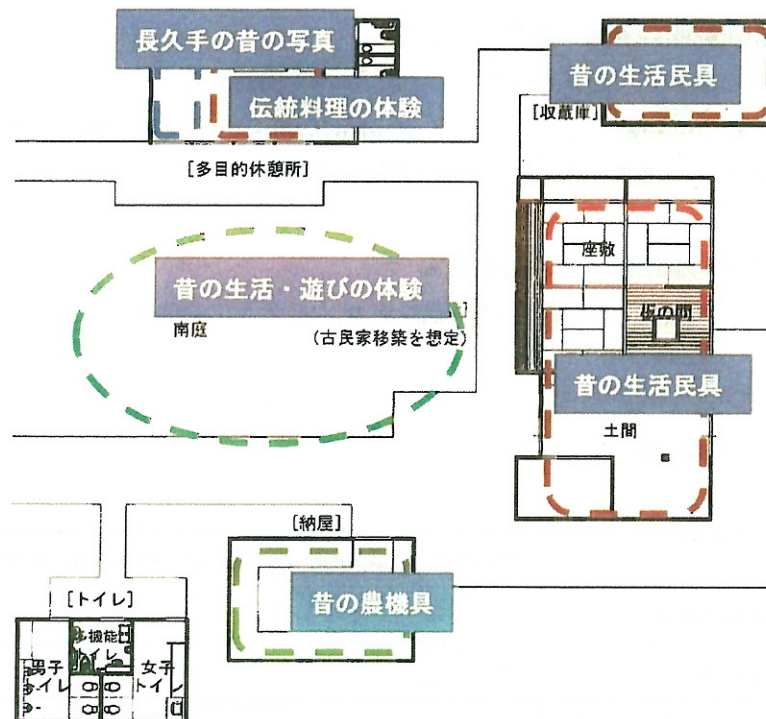 長久手の昔の写真
伝統料理の体験
昔の生活民具
[収蔵庫]
[多目的休憩所]
座敷
昔の生活・遊びの体験
南庭
(古民家移築を想定)
板の間
昔の生活民具
土間
[納屋]
昔の農機具
[トイレ]
多機能
トイレ
男子
トイレ
女子
トイレ